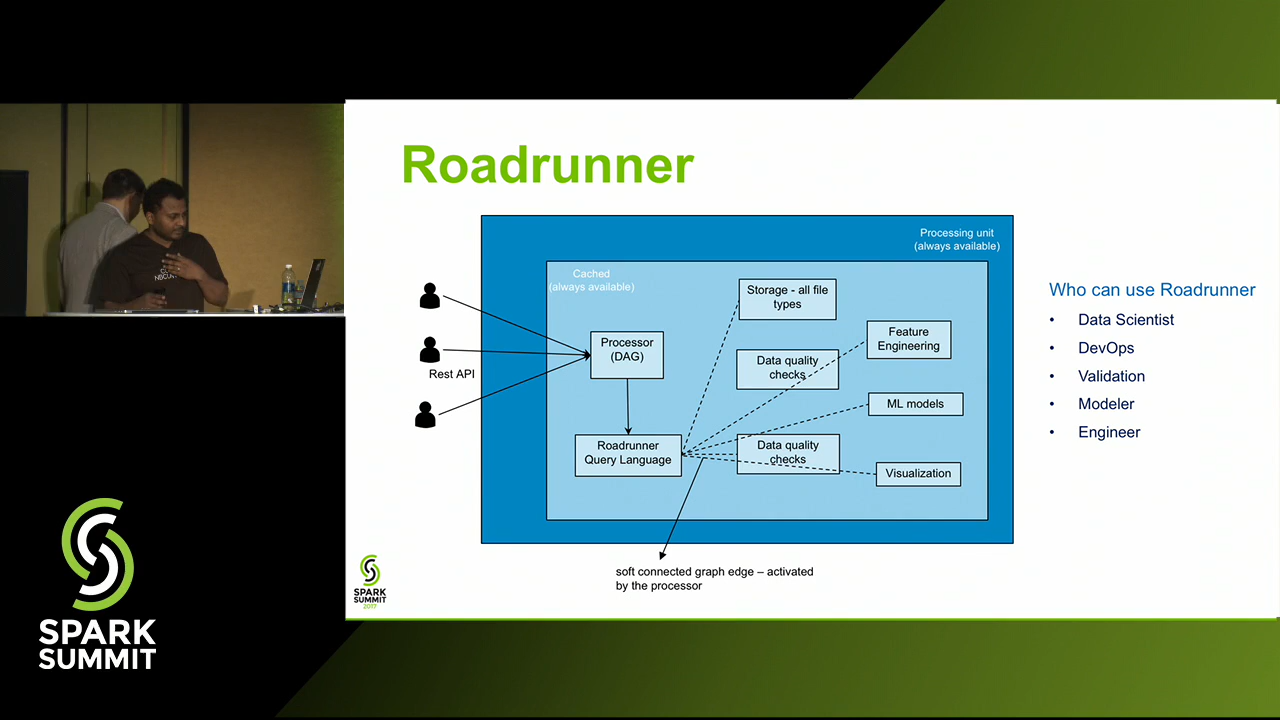 Roadrunner
Processing unit
(always available)
Cached
(always available)
Storage - all file
types
Feature
Engineering
Processor
(DAG)
Data quality
checks
Rest API
ML models
Roadrunner
Query Language
Data quality
checks
Visualization
soft connected graph edge – activated
by the processor
Who can use Roadrunner
• Data Scientist
• DevOps
• Validation
• Modeler
• Engineer
SPARK
SUMMIT
2017
SPARK
SUMMIT